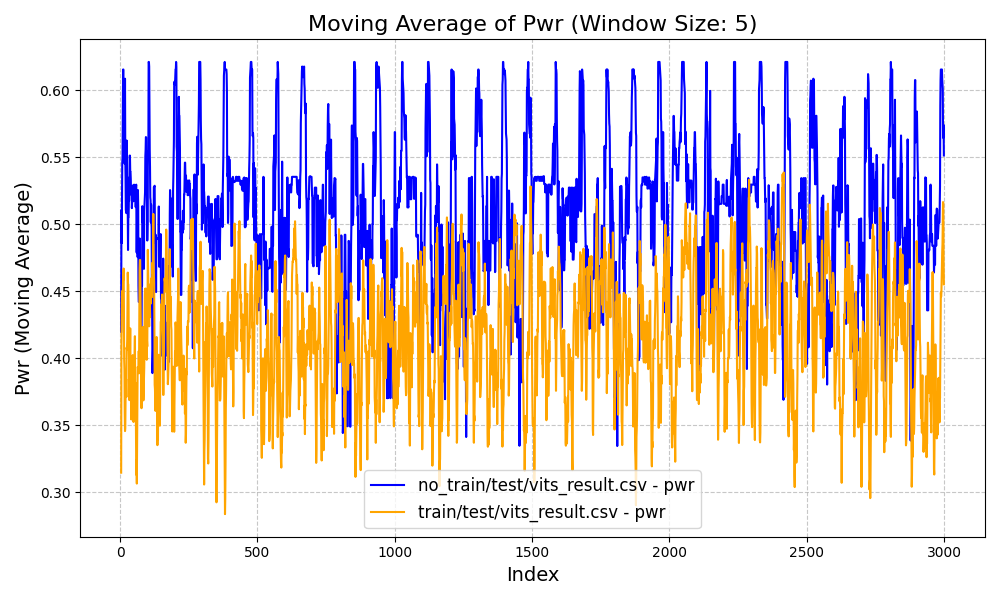 Moving Average of Pwr (Window Size: 5)
Pwr (Moving Average)
0.60
0.55
0.50
0.45
0.40
0.35
0.30
no_train/test/vits_result.csv - pwr
train/test/vits_result.csv - pwr
0
500
1000
1500
2000
2500
3000
Index